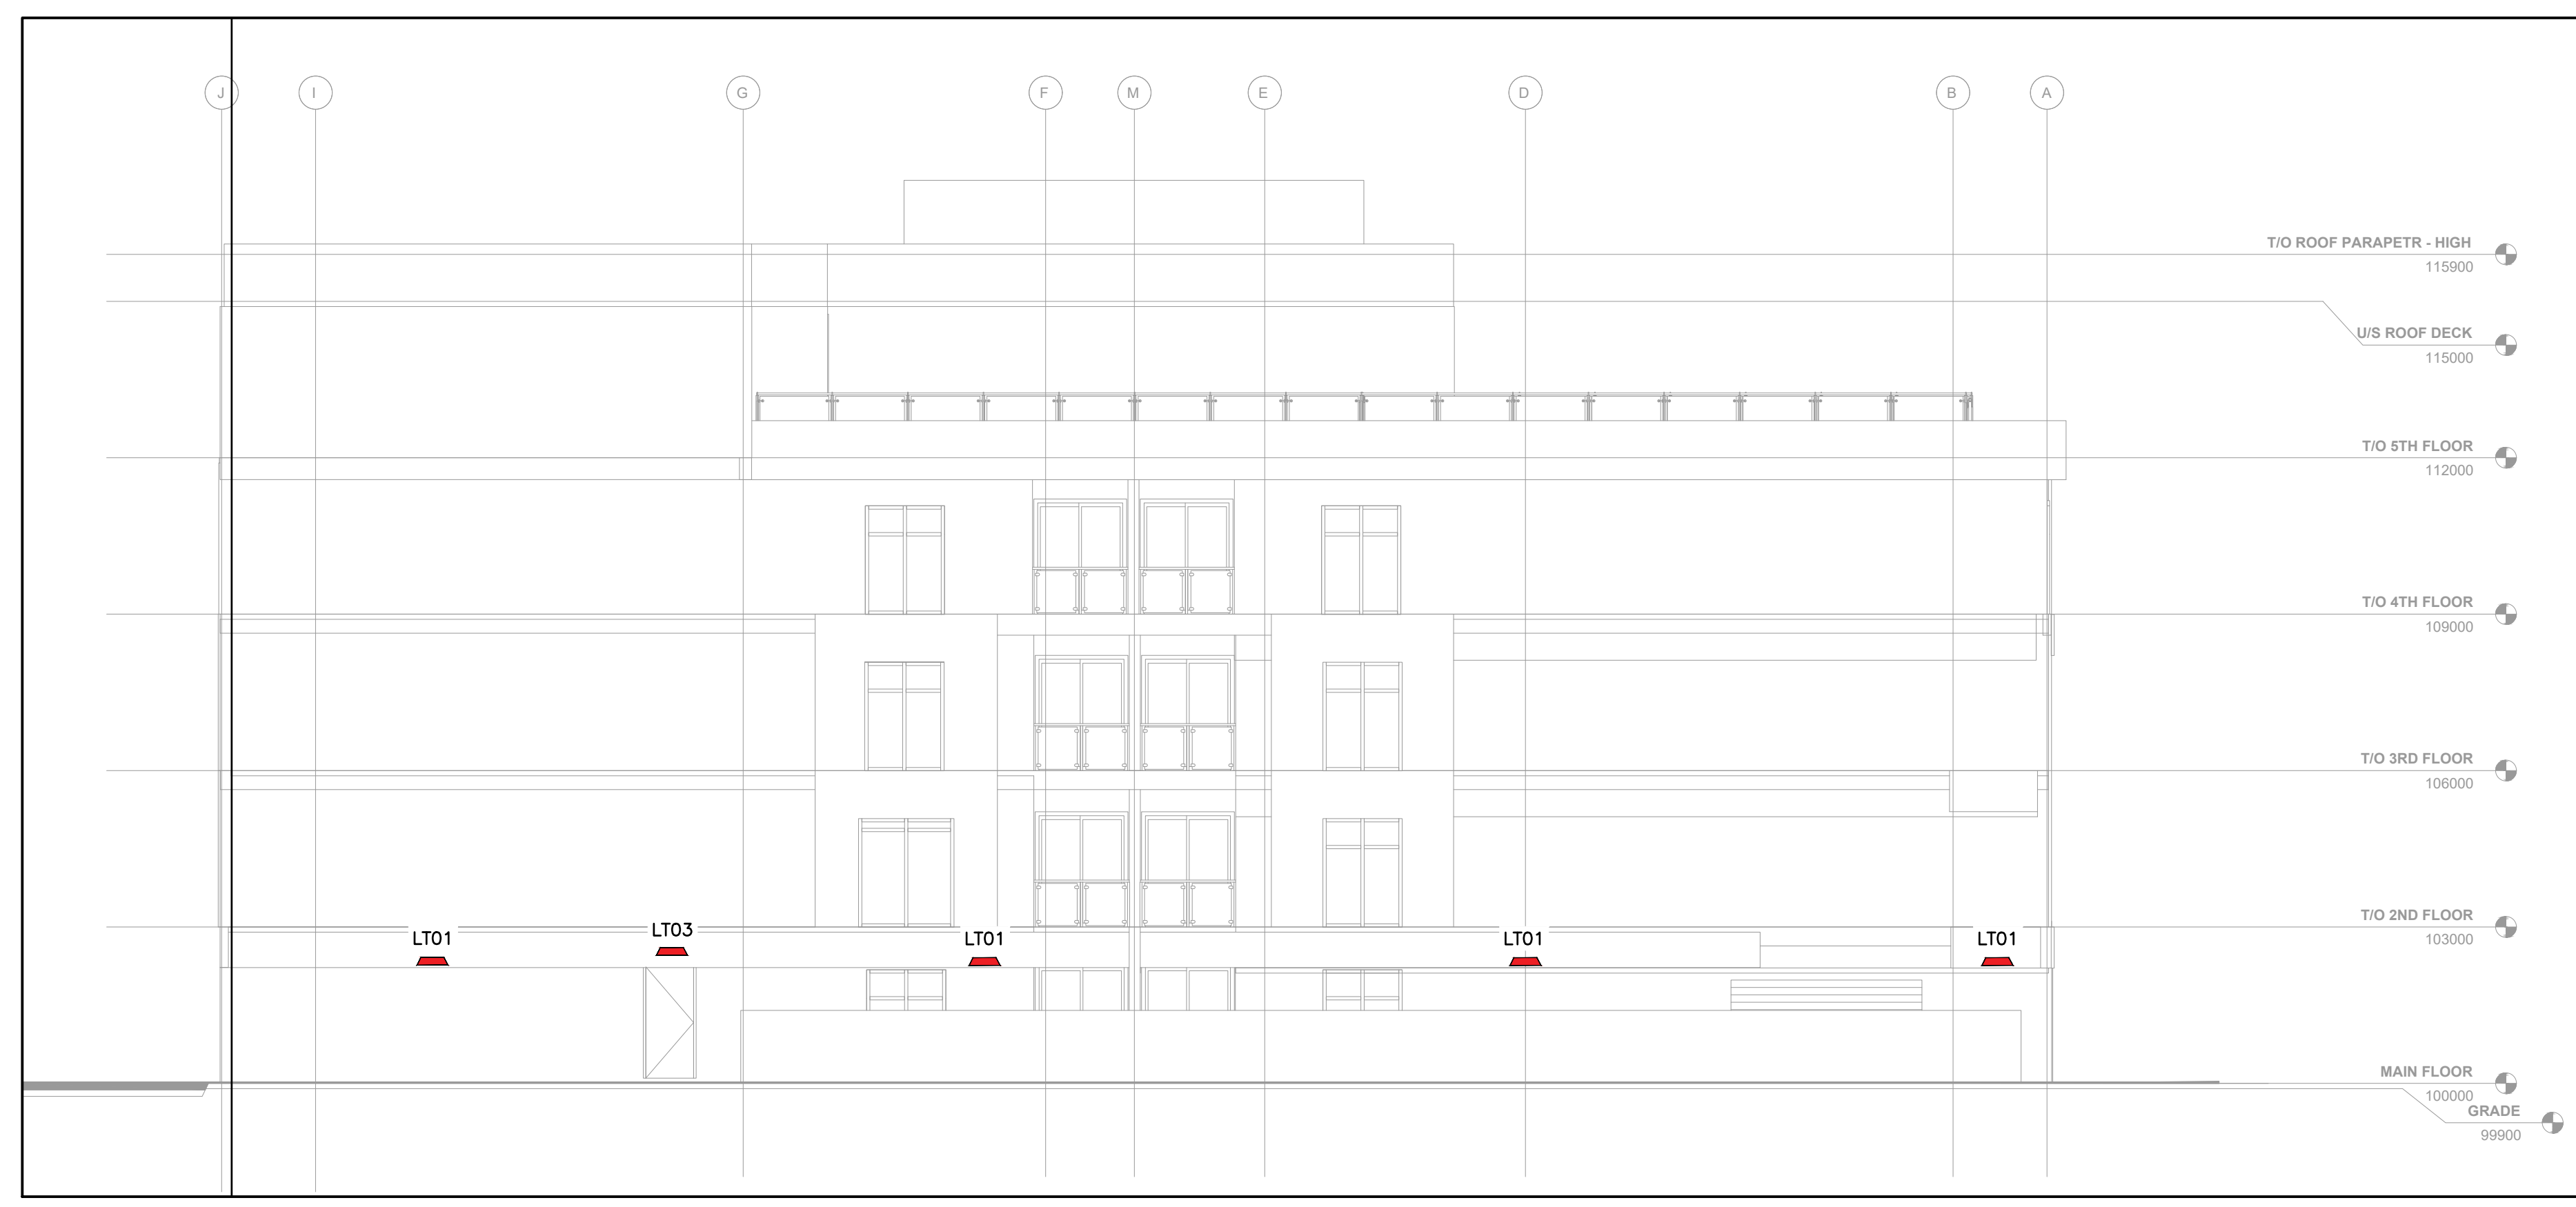 J
I
G
F
M
E
D
B
A
T/O ROOF PARAPETR - HIGH
115900
U/S ROOF DECK
115000
T/O 5TH FLOOR
112000
T/O 4TH FLOOR
109000
T/O 3RD FLOOR
106000
T/O 2ND FLOOR
103000
LT01
LT03
LT01
LT01
LT01
MAIN FLOOR
100000
GRADE
99900